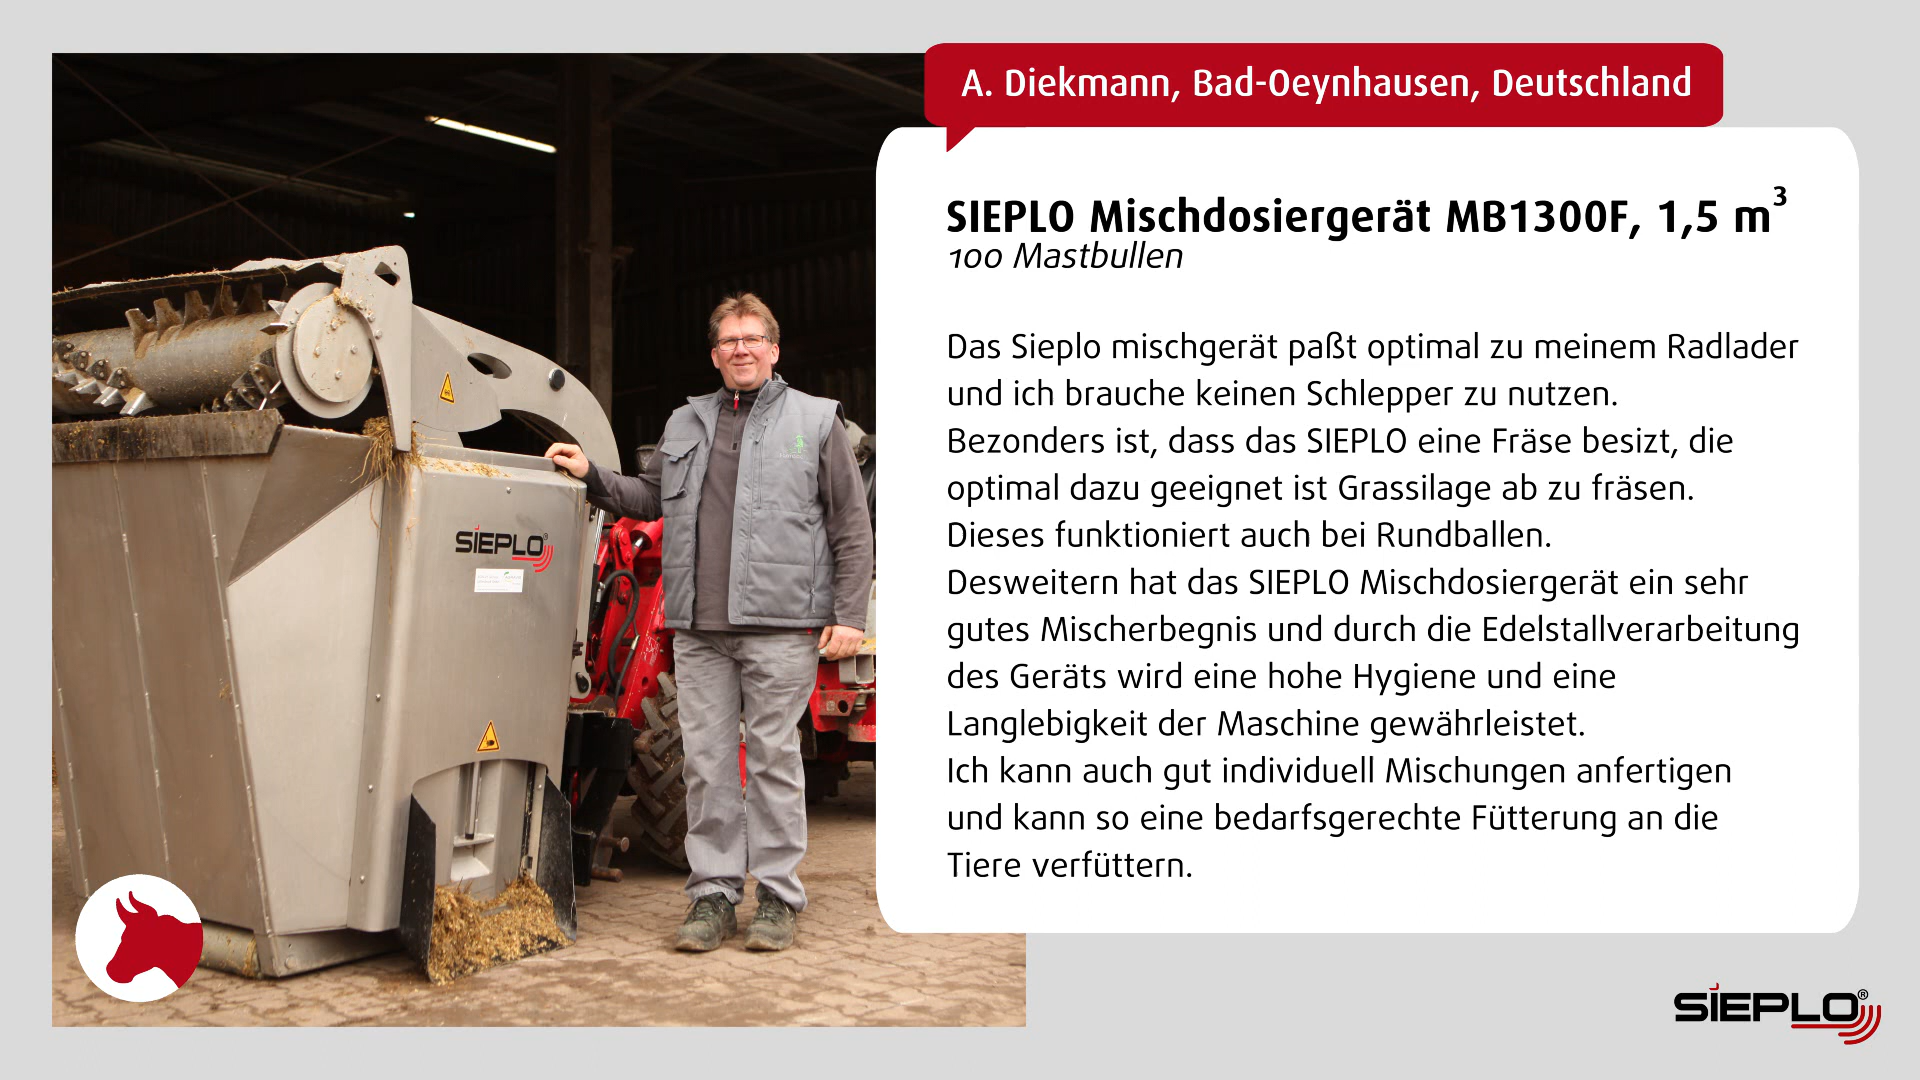 A. Diekmann, Bad-Oeynhausen, Deutschland
SIEPLO Mischdosiergerät MB1300F, 1,5 m³
100 Mastbullen
Das Sieplo mischgerät paßt optimal zu meinem Radlader
und ich brauche keinen Schlepper zu nutzen.
Bezonders ist, dass das SIEPLO eine Fräse besizt, die
optimal dazu geeignet ist Grassilage ab zu fräsen.
Dieses funktioniert auch bei Rundballen.
Desweitern hat das SIEPLO Mischdosiergerät ein sehr
gutes Mischerbegnis und durch die Edelstallverarbeitung
des Geräts wird eine hohe Hygiene und eine
Langlebigkeit der Maschine gewährleistet.
Ich kann auch gut individuell Mischungen anfertigen
und kann so eine bedarfsgerechte Fütterung an die
Tiere verfüttern.
SIEPLO®
SIEPLO®